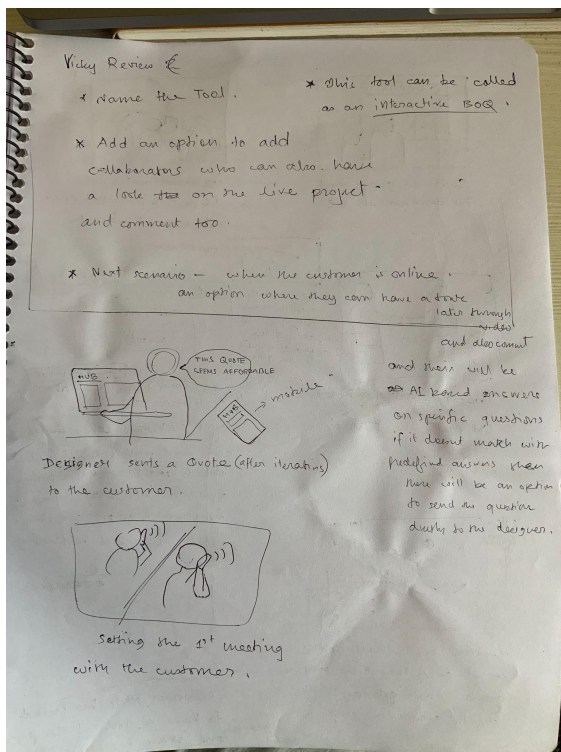 Vicky Review
* Name the Tool.
* This tool can be called
as an interactive BOQ.
* Add an option to add
collaborators who can also have
a look on the live project
and comment too.
* Next scenario - when the customer is online.
an option where they can have a
later through
video
and also comment
and there will be
AI based answers
on specific questions
if it doesnt match with
predefind answers then
there will be an option
to send the question
directly to the designer.
HUB
THIS QUOTE
SEEMS AFFORDABLE
HUB
mobile
Designer sents a Quote (after iterations)
to the customer.
setting the 1st meeting
with the customer.